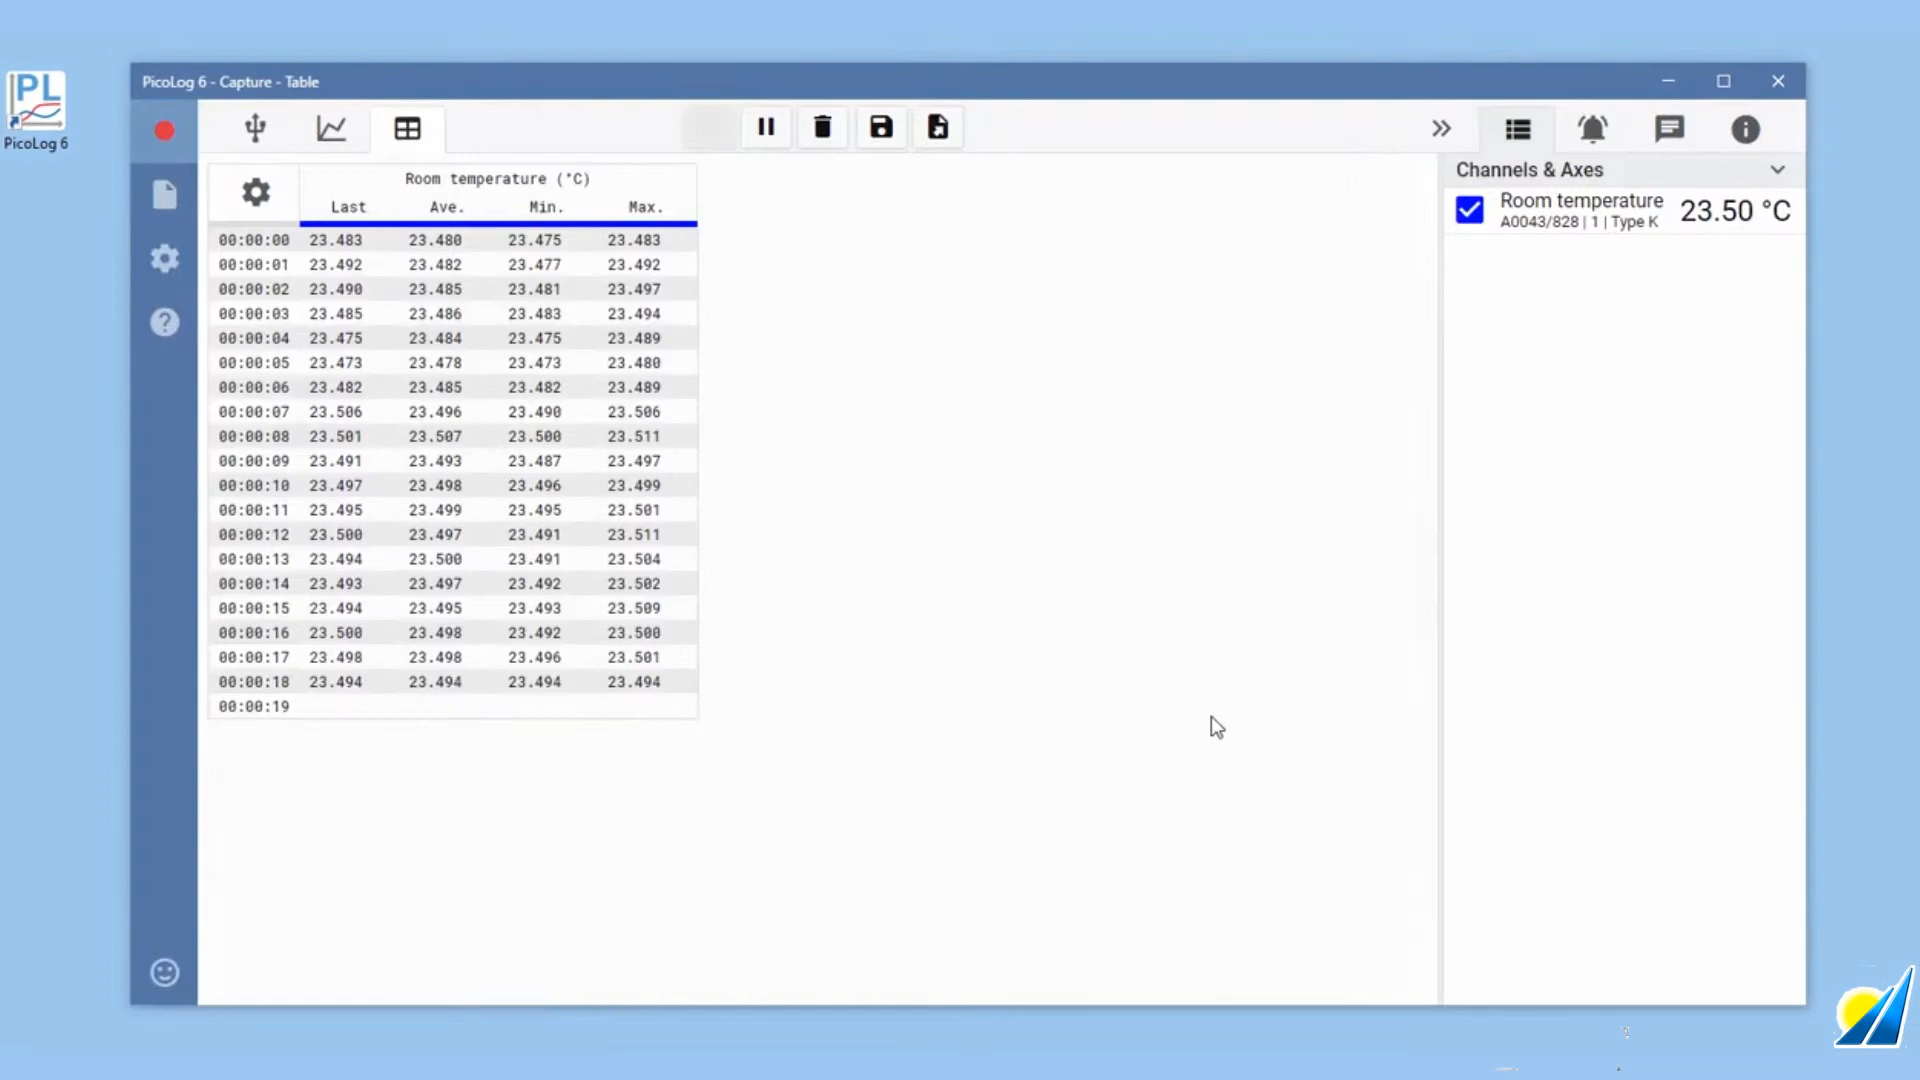 PicoLog 6 - Capture - Table
PL
PicoLog 6
Room temperature (°C)
Last Ave. Min. Max.
00:00:00 23.483 23.480 23.475 23.483
00:00:01 23.492 23.482 23.477 23.492
00:00:02 23.490 23.485 23.481 23.497
00:00:03 23.485 23.486 23.483 23.494
00:00:04 23.475 23.484 23.475 23.489
00:00:05 23.473 23.478 23.473 23.480
00:00:06 23.482 23.485 23.482 23.489
00:00:07 23.506 23.496 23.490 23.506
00:00:08 23.501 23.507 23.500 23.511
00:00:09 23.491 23.493 23.487 23.497
00:00:10 23.497 23.498 23.496 23.499
00:00:11 23.495 23.499 23.495 23.501
00:00:12 23.500 23.497 23.491 23.511
00:00:13 23.494 23.500 23.491 23.504
00:00:14 23.493 23.497 23.492 23.502
00:00:15 23.494 23.495 23.493 23.509
00:00:16 23.500 23.498 23.492 23.500
00:00:17 23.498 23.498 23.496 23.501
00:00:18 23.494 23.494 23.494 23.494
00:00:19
Channels & Axes
Room temperature
A0043/828 | 1 | Type K
23.50 °C